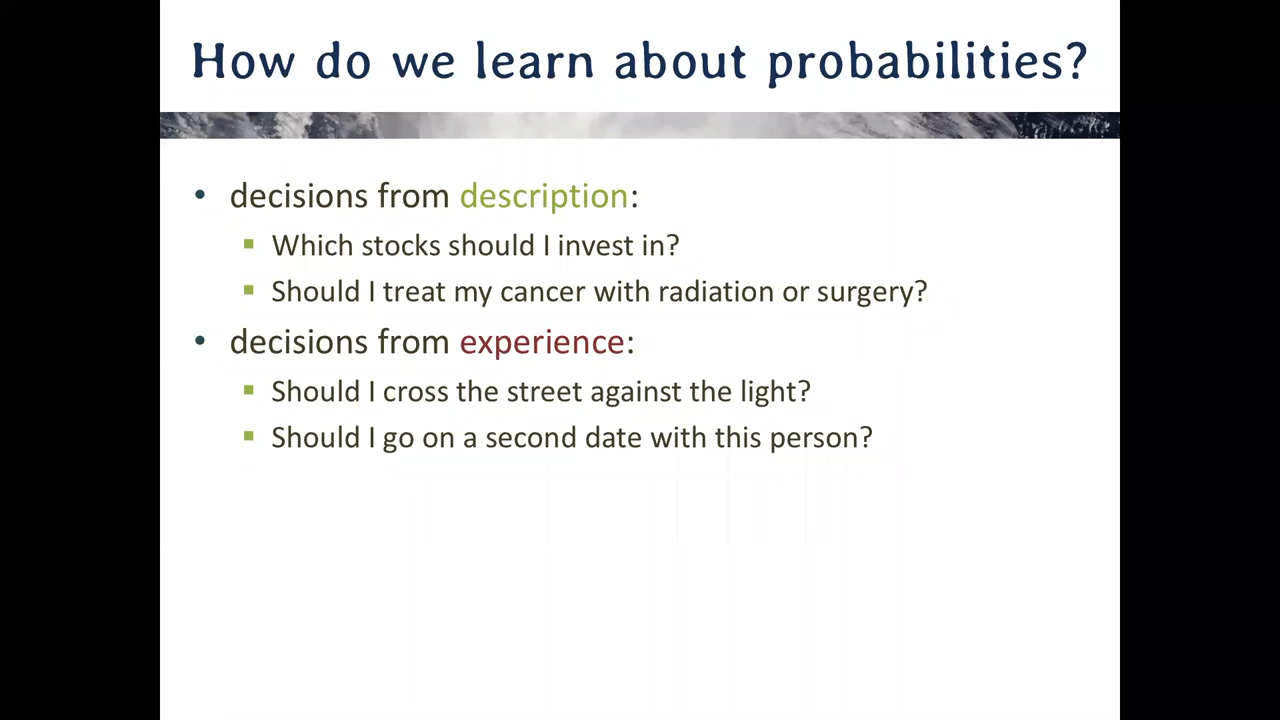 How do we learn about probabilities?
• decisions from description:
▪ Which stocks should I invest in?
▪ Should I treat my cancer with radiation or surgery?
• decisions from experience:
▪ Should I cross the street against the light?
▪ Should I go on a second date with this person?